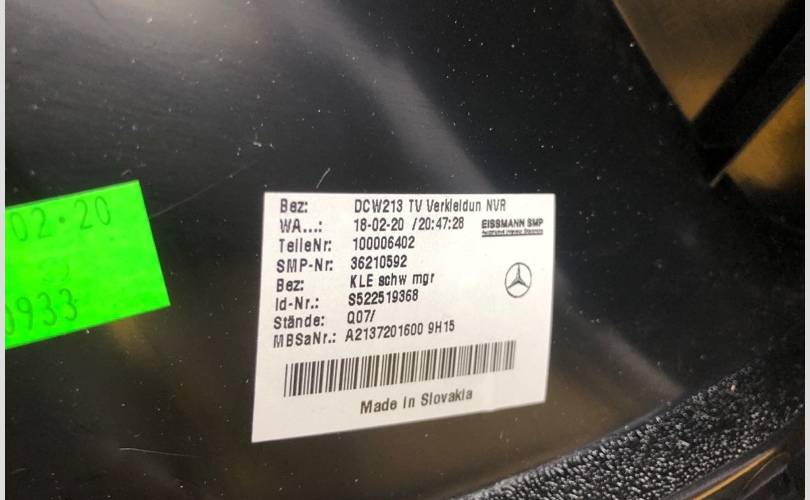 02·20
0933
Bez: DCW213 TV Verkleidun NVR
WA...: 18-02-20 /20:47:28
EISSMANN SMP
TeileNr: 100006402
SMP-Nr: 36210592
Bez: KLE schw mgr
Id-Nr.: S522519368
Stände: Q07/
MBSaNr.: A2137201600 9H15
Made in Slovakia